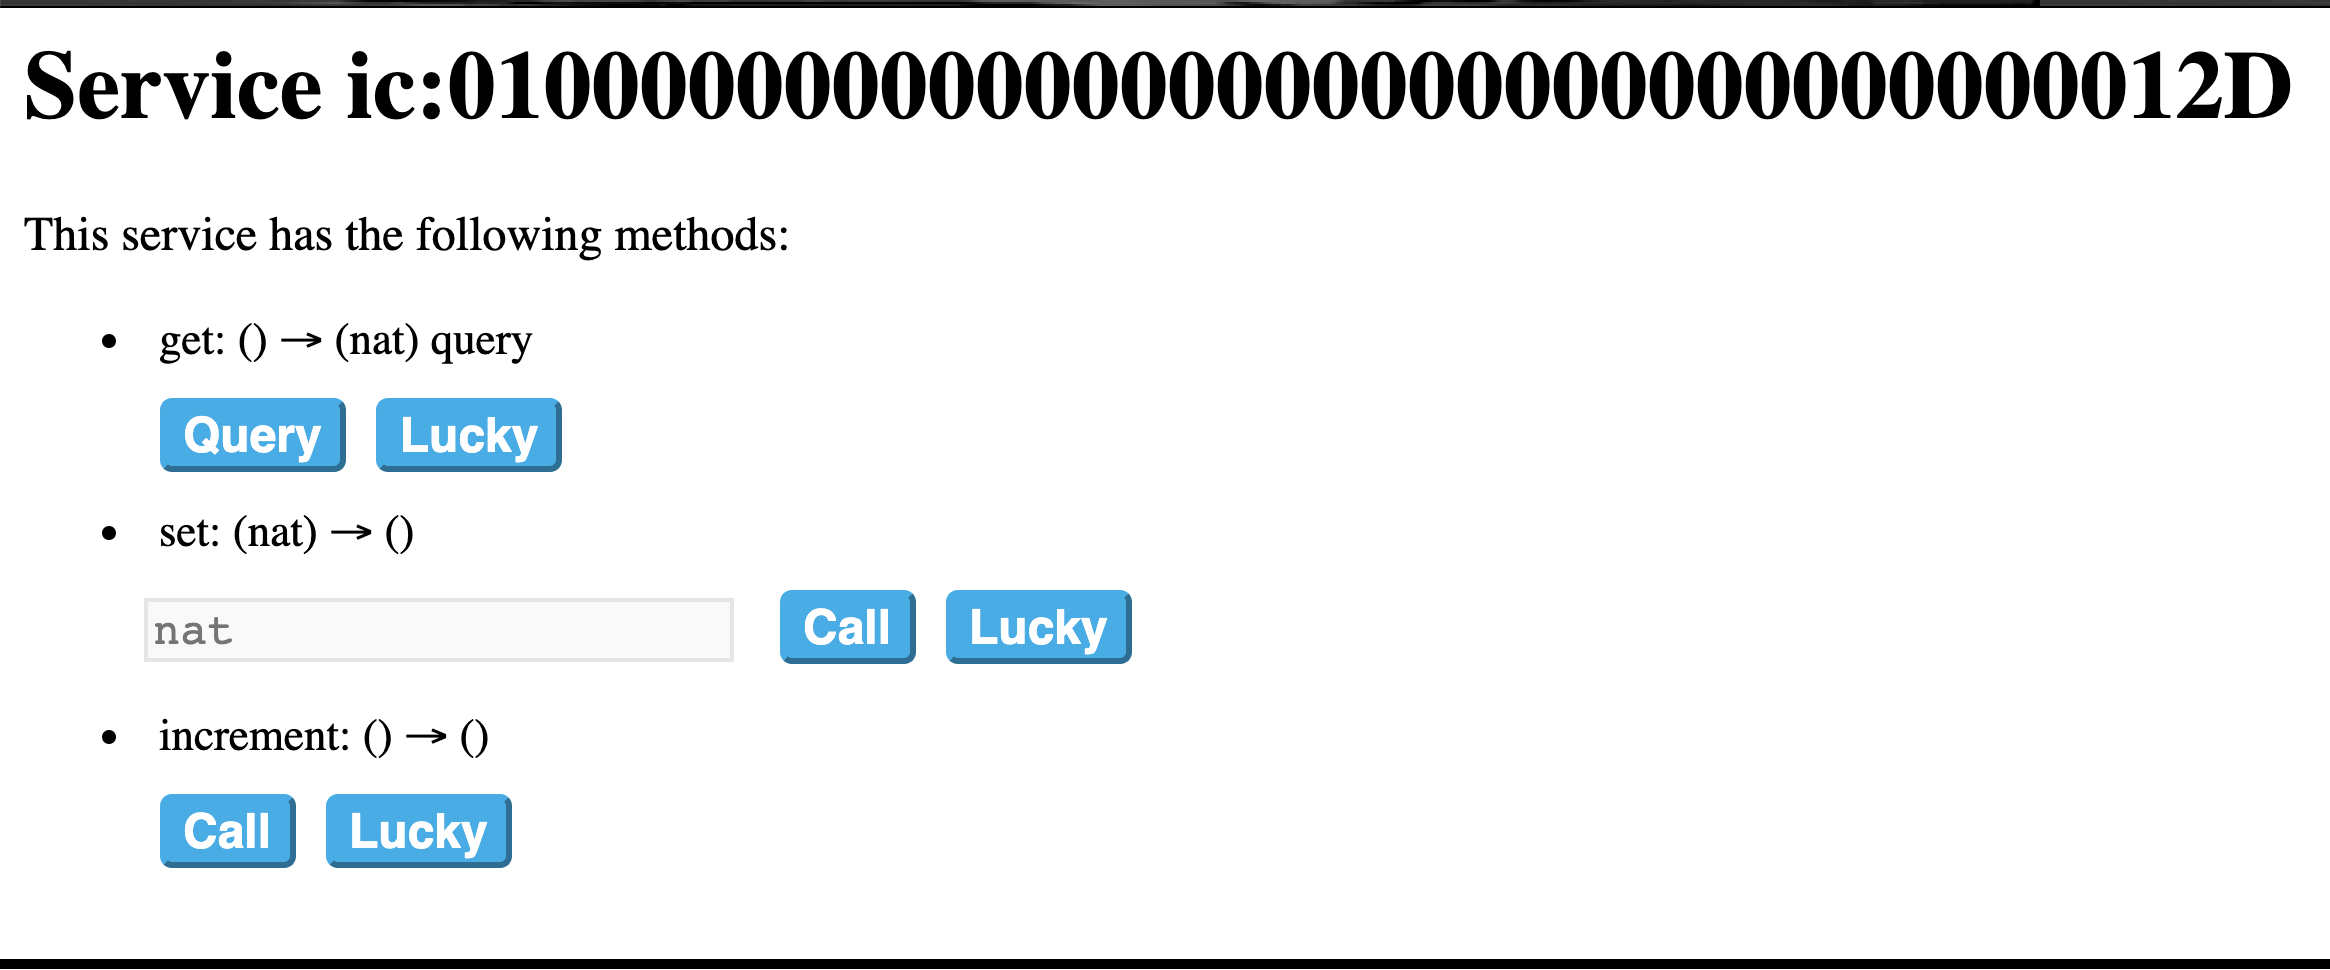 Service ic:0100000000000000000000000000000000012D
This service has the following methods:
• get: () → (nat) query
Query Lucky
• set: (nat) → ()
nat Call Lucky
• increment: () → ()
Call Lucky